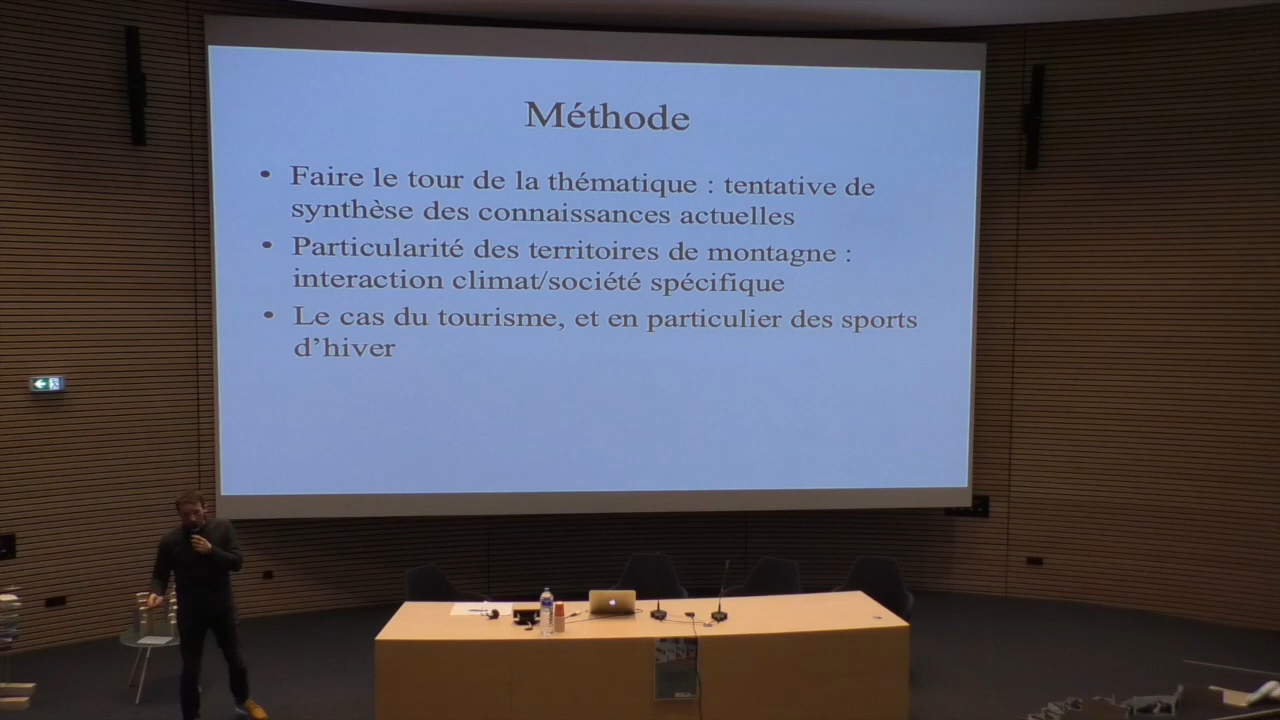 Méthode
• Faire le tour de la thématique : tentative de
synthèse des connaissances actuelles
• Particularité des territoires de montagne :
interaction climat/société spécifique
• Le cas du tourisme, et en particulier des sports
d’hiver